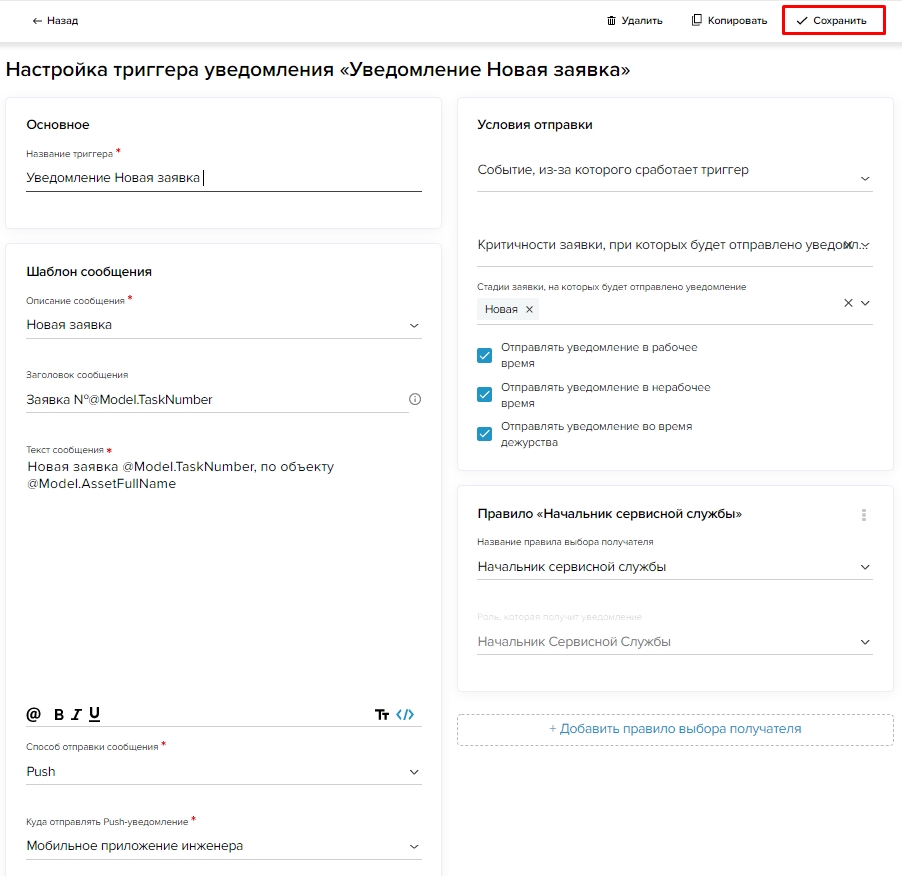 Назад
Удалить
Копировать
Сохранить
Настройка триггера уведомления «Уведомление Новая заявка»
Основное
Название триггера *
Уведомление Новая заявка
Шаблон сообщения
Описание сообщения *
Новая заявка
Заголовок сообщения
Заявка №@Model.TaskNumber
Текст сообщения *
Новая заявка @Model.TaskNumber, по объекту
@Model.AssetFullName
@ B I U Tт </>
Способ отправки сообщения *
Push
Куда отправлять Push-уведомление *
Мобильное приложение инженера
Условия отправки
Событие, из-за которого сработает триггер
Критичности заявки, при которых будет отправлено уведомл...
Стадии заявки, на которых будет отправлено уведомление
Новая
Отправлять уведомление в рабочее
время
Отправлять уведомление в нерабочее
время
Отправлять уведомление во время
дежурства
Правило «Начальник сервисной службы»
Название правила выбора получателя
Начальник сервисной службы
Роль, которая получит уведомление
Начальник Сервисной Службы
+ Добавить правило выбора получателя